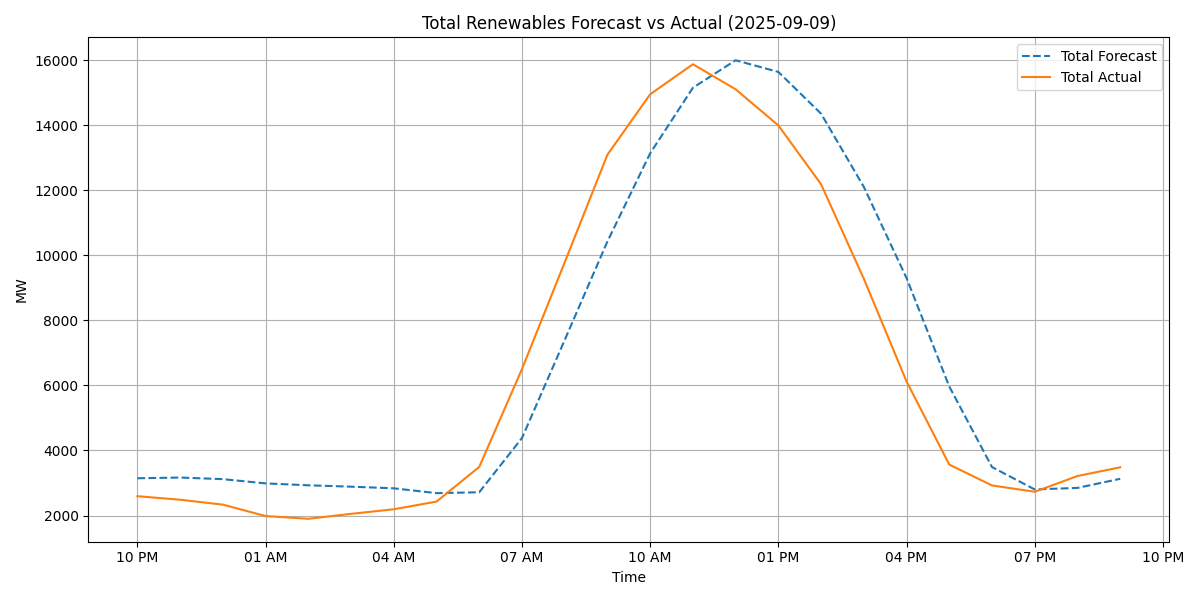 Total Renewables Forecast vs Actual (2025-09-09)
Total Forecast
Total Actual
16000
14000
12000
10000
8000
6000
4000
2000
MW
10 PM 01 AM 04 AM 07 AM 10 AM 01 PM 04 PM 07 PM 10 PM
Time